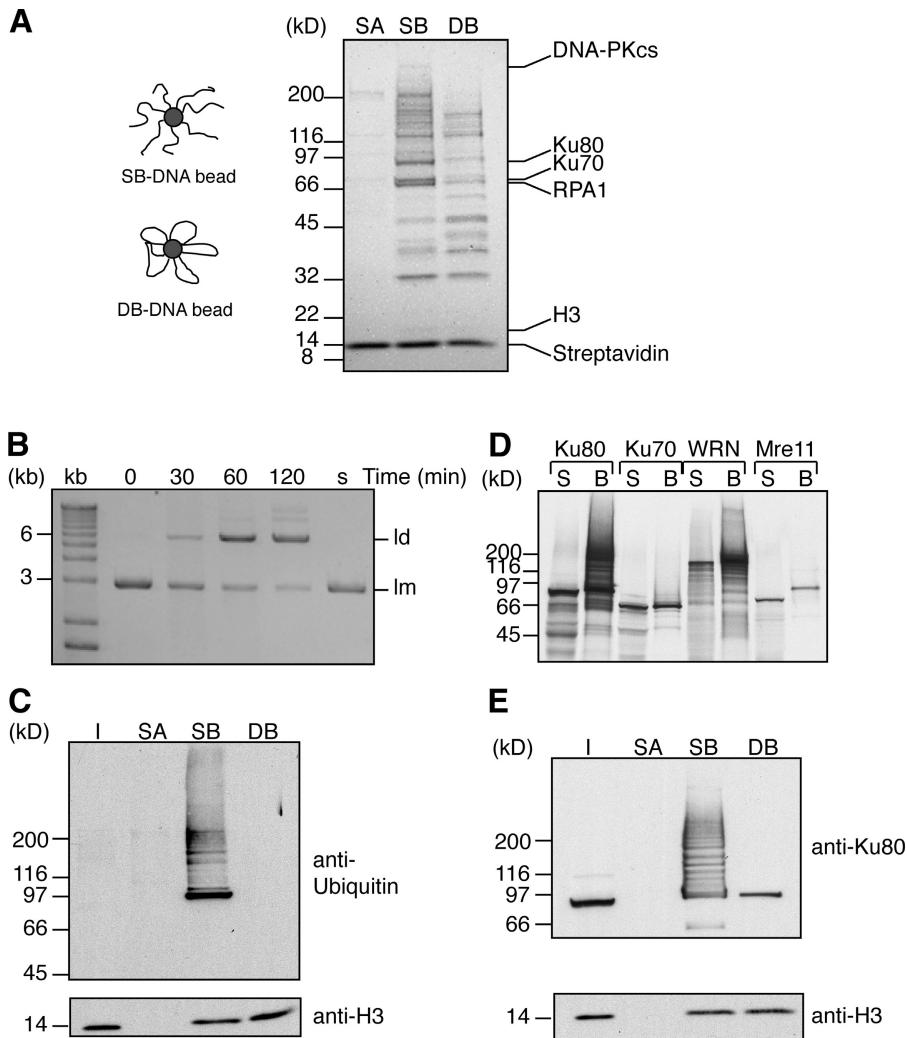 A
(kD) SA SB DB
DNA-PKcs
200
116
97
66
45
32
22
14
8
Ku80
Ku70
RPA1
H3
Streptavidin
SB-DNA bead
DB-DNA bead
B
(kb) kb 0 30 60 120 s Time (min)
6
3
Id
Im
D
Ku80 Ku70 WRN Mre11
(kD) S B S B S B S B
200
116
97
66
45
C
(kD) I SA SB DB
200
116
97
66
45
anti-
Ubiquitin
14
anti-H3
E
(kD) I SA SB DB
200
116
97
66
anti-Ku80
14
anti-H3